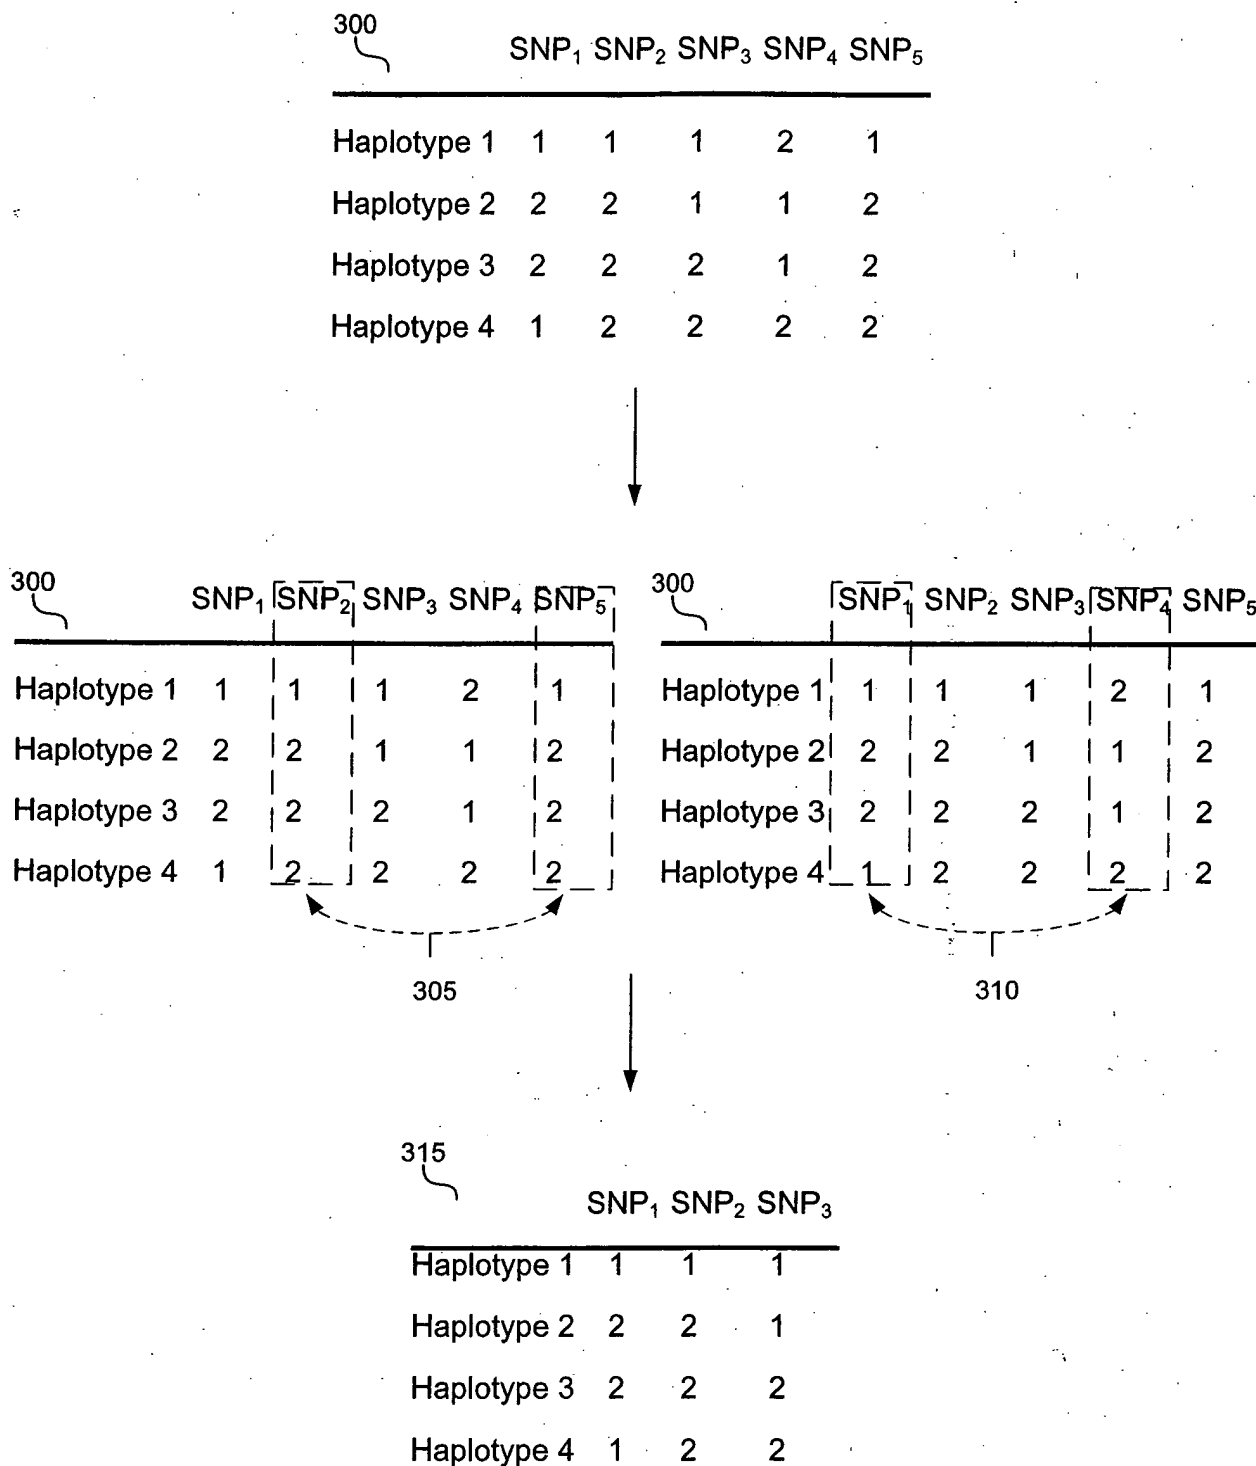 300
SNP₁ SNP₂ SNP₃ SNP₄ SNP₅
Haplotype 1 1 1 1 2 1
Haplotype 2 2 2 1 1 2
Haplotype 3 2 2 2 1 2
Haplotype 4 1 2 2 2 2
300
SNP₁ SNP₂ SNP₃ SNP₄ SNP₅
Haplotype 1 1 1 1 2 1
Haplotype 2 2 2 1 1 2
Haplotype 3 2 2 2 1 2
Haplotype 4 1 2 2 2 2
305
300
SNP₁ SNP₂ SNP₃ SNP₄ SNP₅
Haplotype 1 1 1 1 2 1
Haplotype 2 2 2 1 1 2
Haplotype 3 2 2 2 1 2
Haplotype 4 1 2 2 2 2
310
315
SNP₁ SNP₂ SNP₃
Haplotype 1 1 1 1
Haplotype 2 2 2 1
Haplotype 3 2 2 2
Haplotype 4 1 2 2